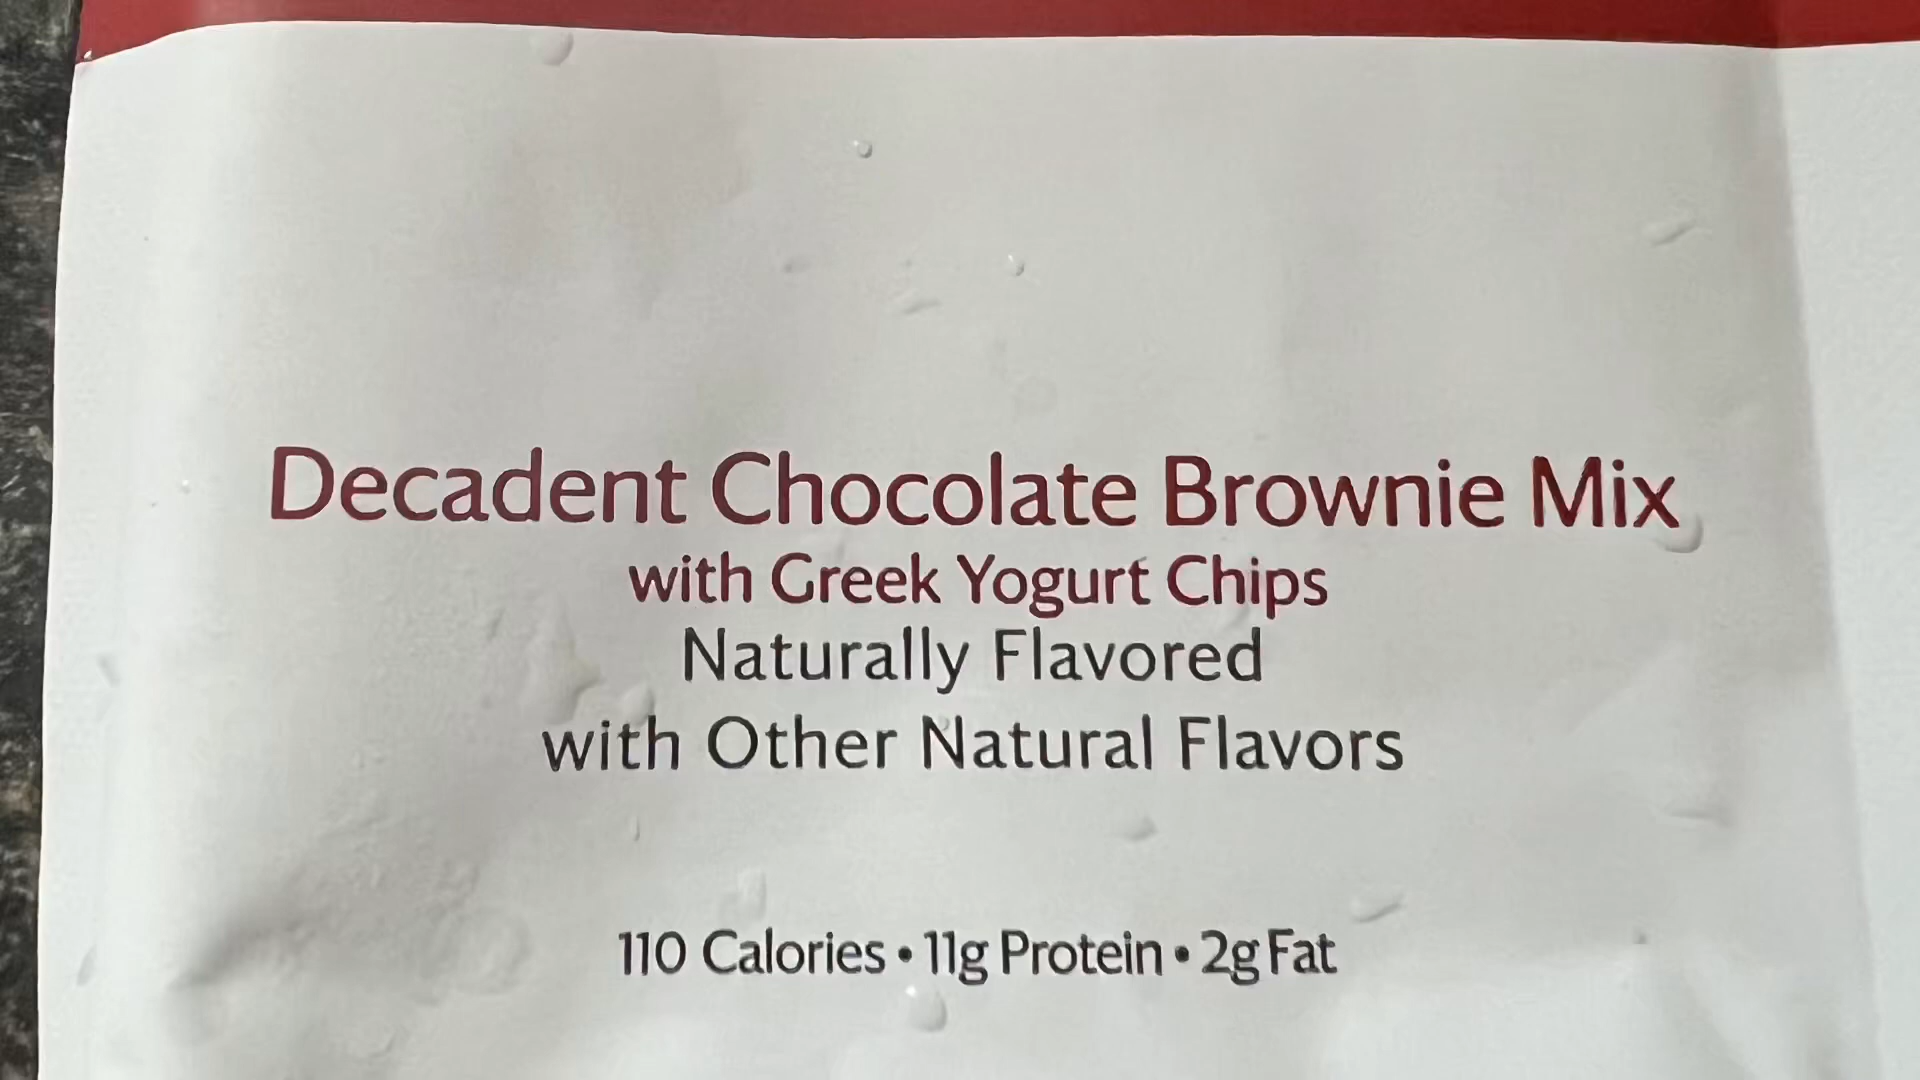 Decadent Chocolate Brownie Mix
with Greek Yogurt Chips
Naturally Flavored
with Other Natural Flavors
110 Calories • 11g Protein • 2g Fat